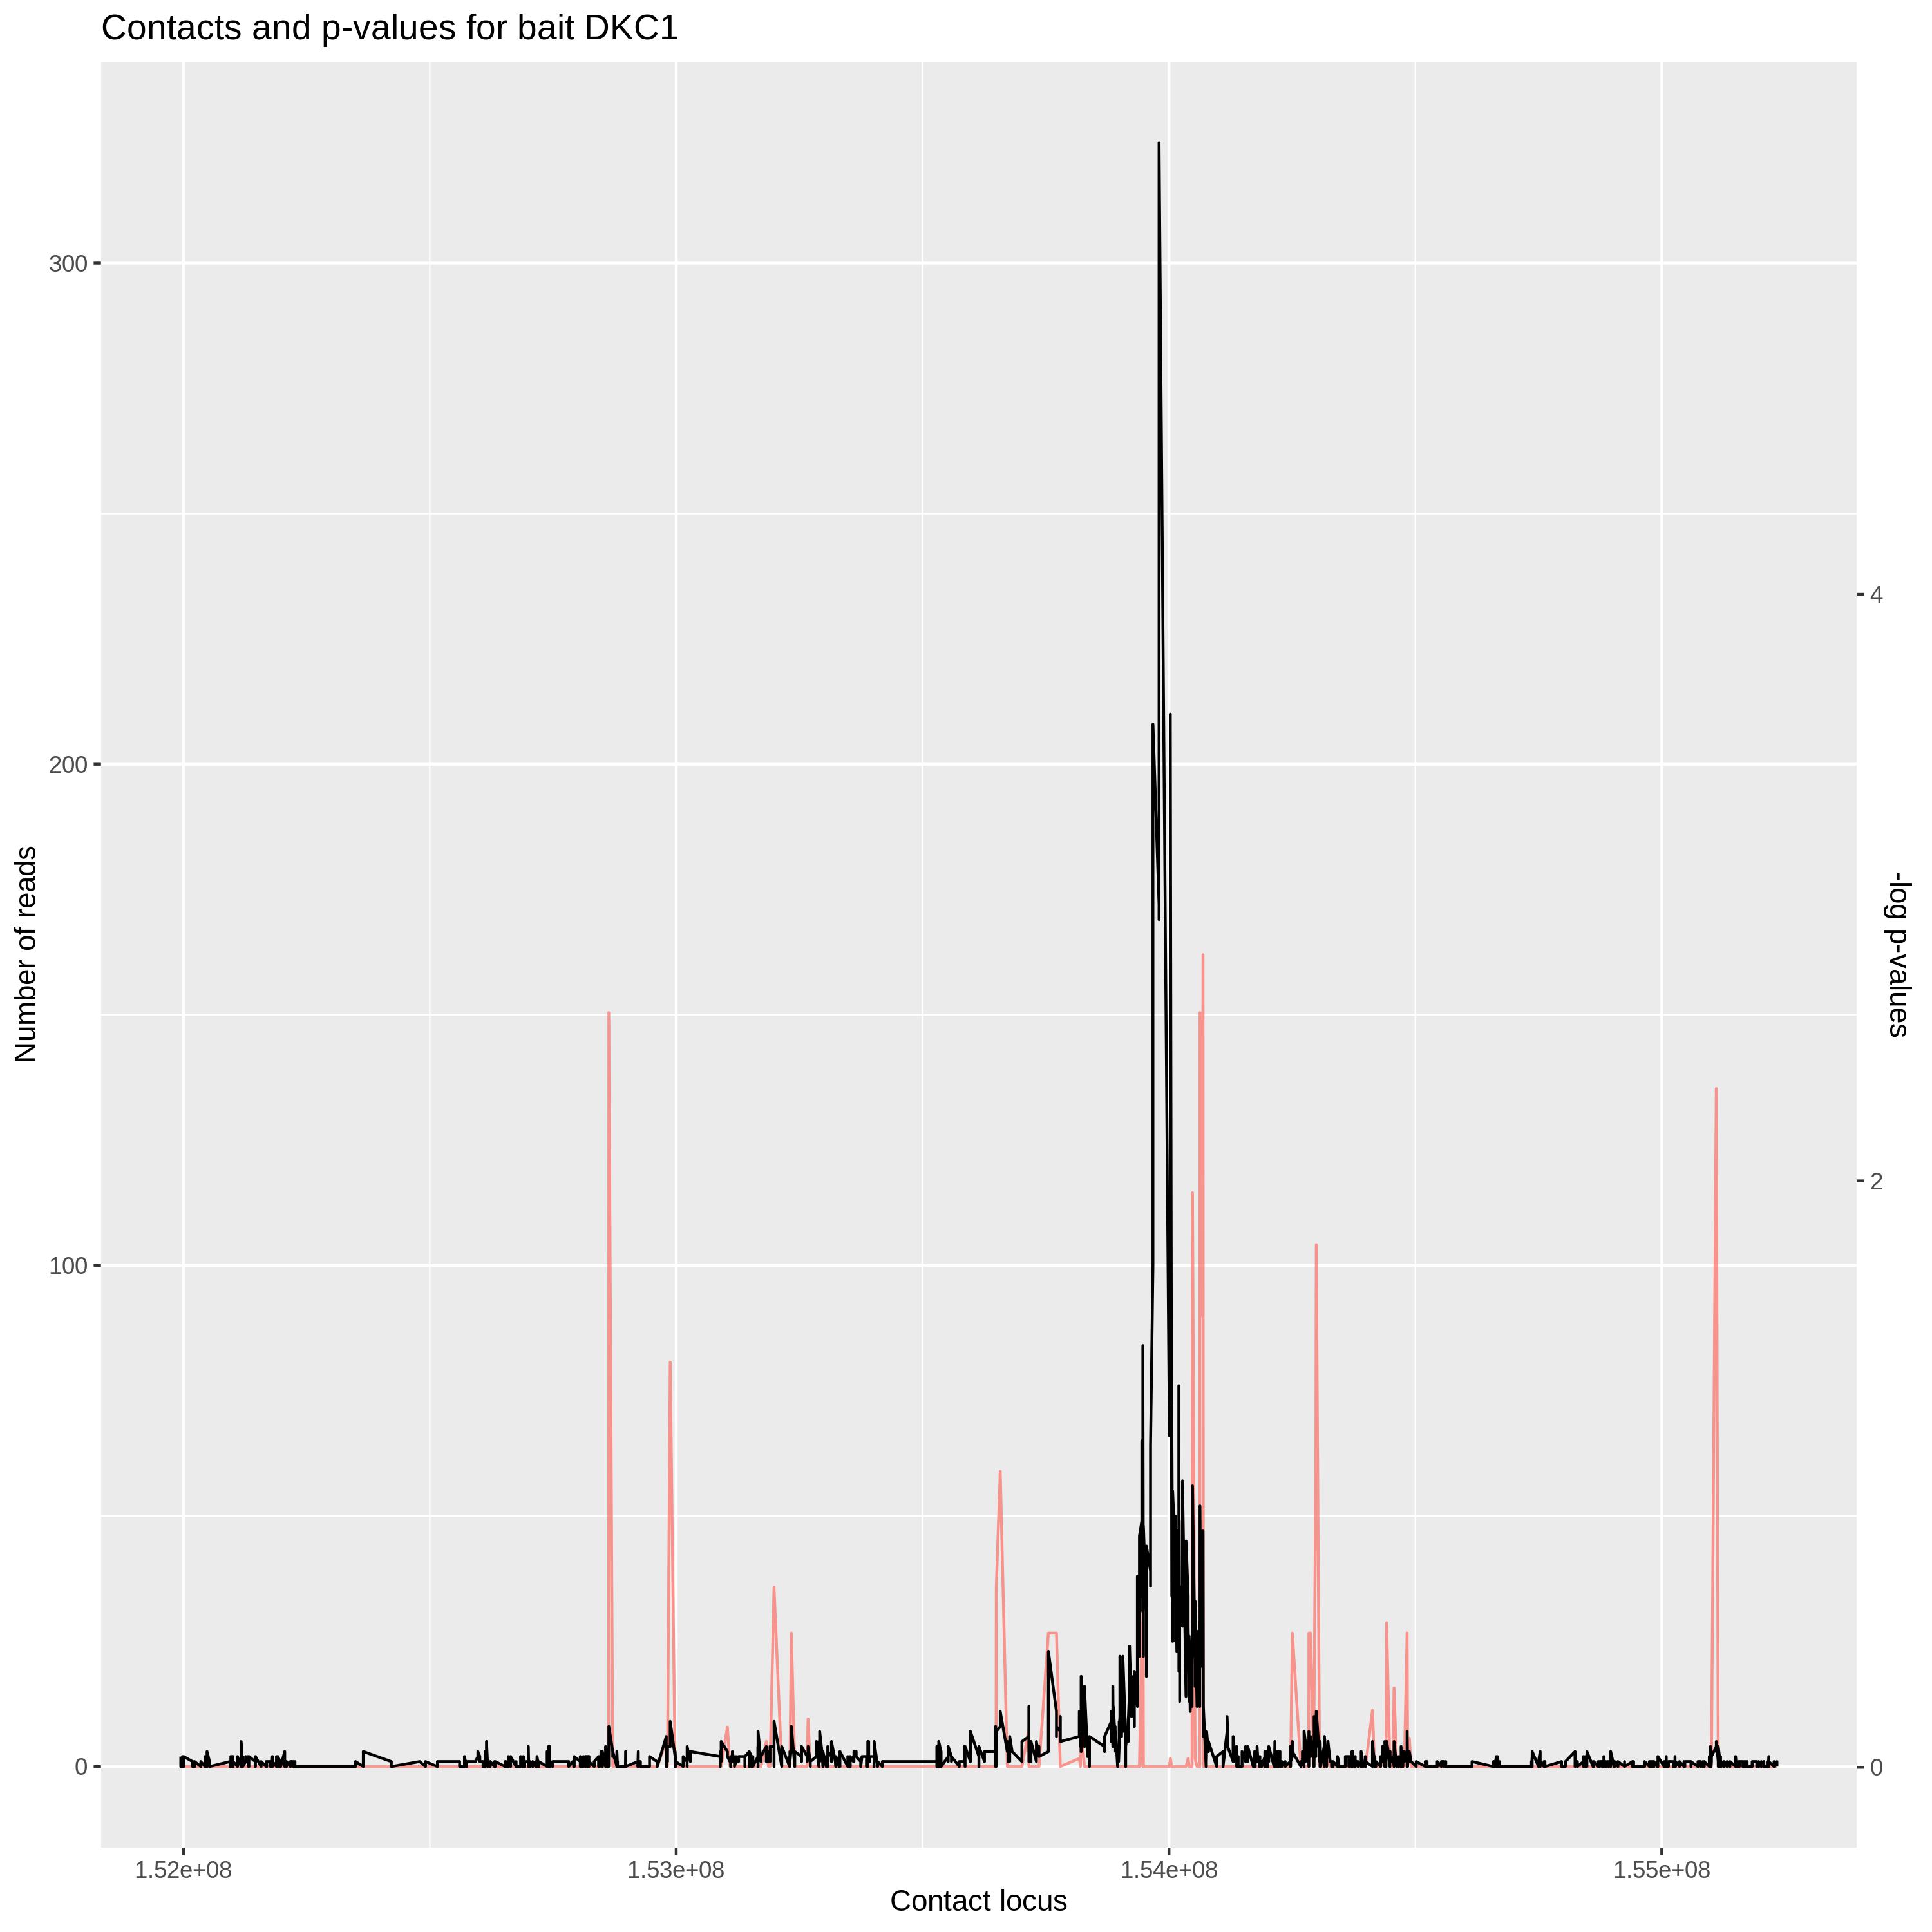 Contacts and p-values for bait DKC1
300
200
100
0
Number of reads
4
2
0
-log p-values
1.52e+08
1.53e+08
1.54e+08
1.55e+08
Contact locus